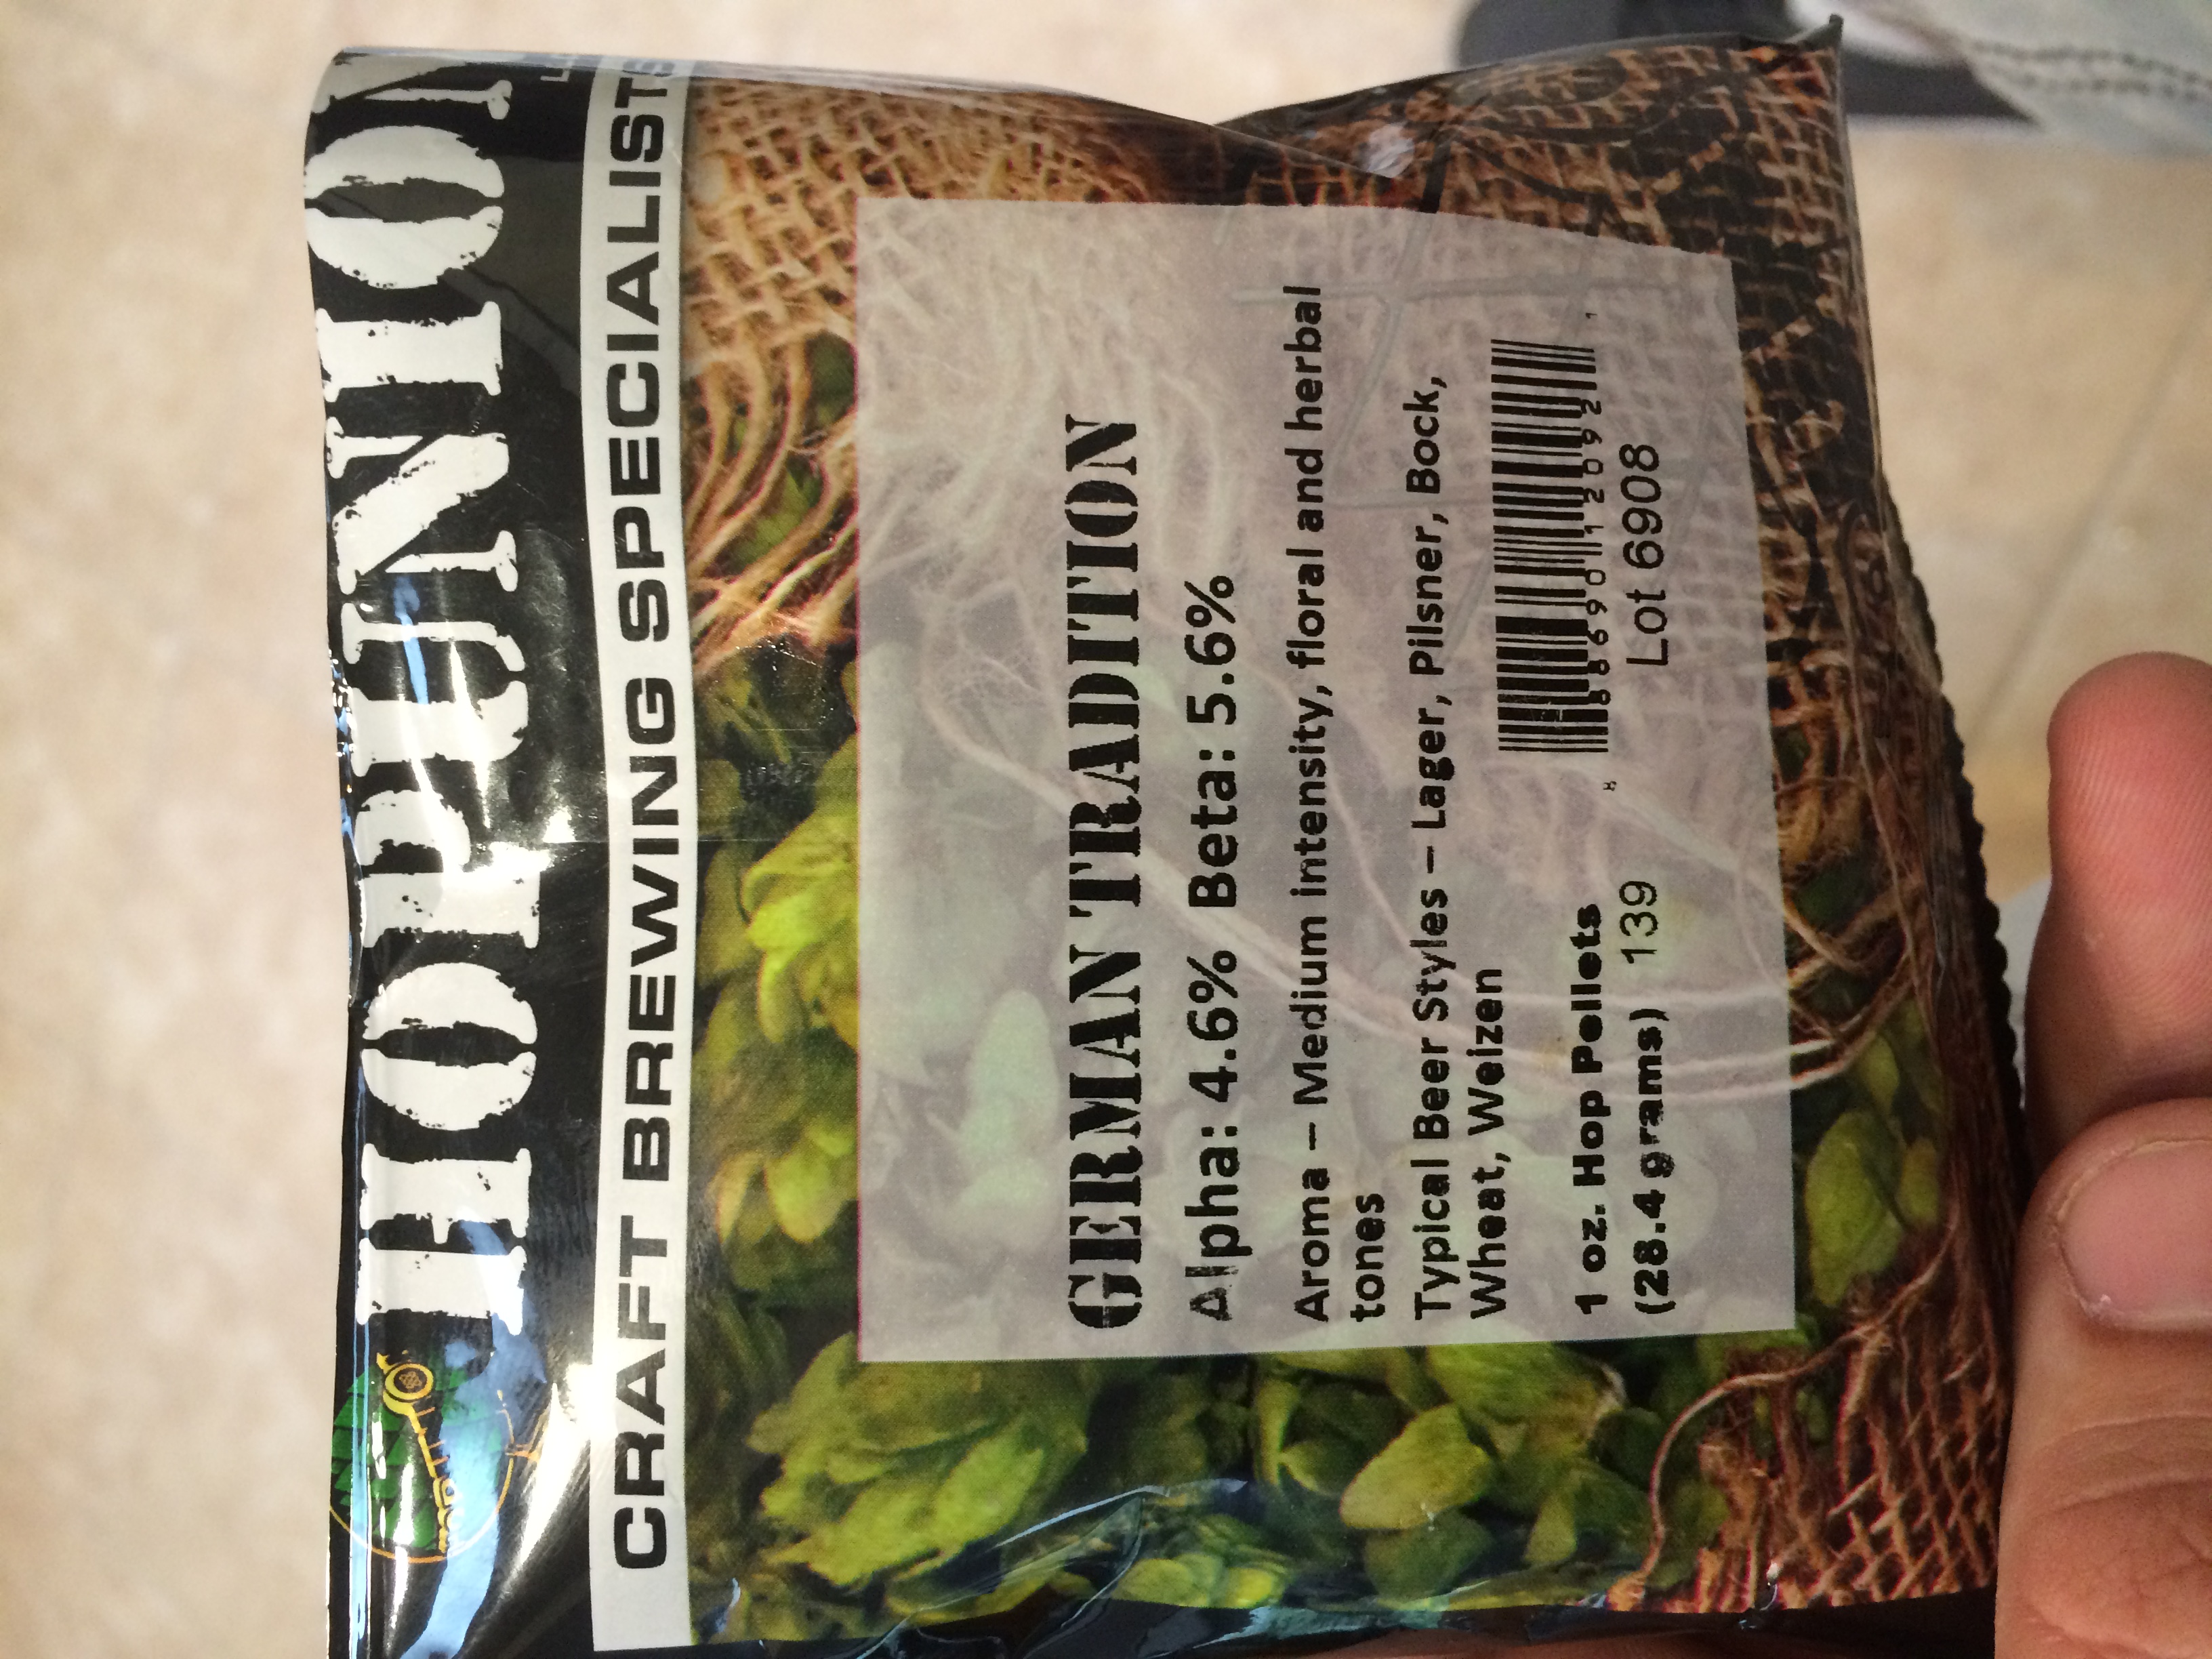 HOPUNION
CRAFT BREWING SPECIALISTS
GERMAN TRADITION
Alpha: 4.6% Beta: 5.6%
Aroma – Medium intensity, floral and herbal
tones
Typical Beer Styles – Lager, Pilsner, Bock,
Wheat, Weizen
1 oz. Hop Pellets
(28.4 grams) 139
Lot 6908